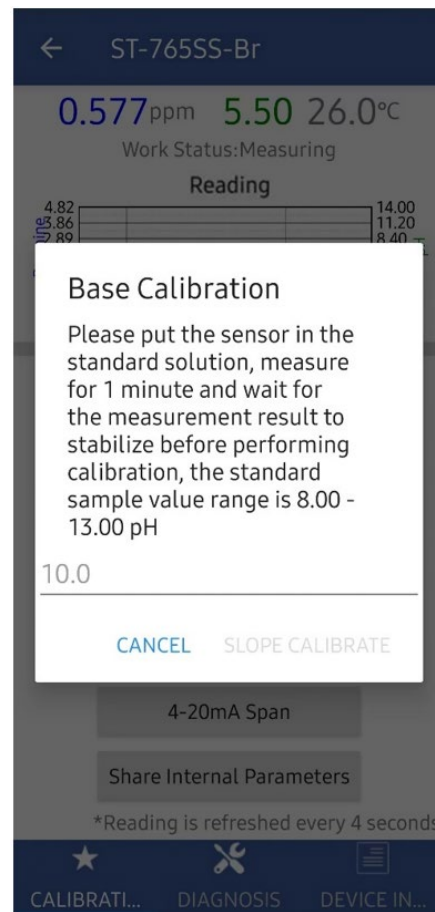 ST-765SS-Br
0.577ppm 5.50 26.0°C
Work Status:Measuring
Reading
4.82 14.00
3.86 11.20
2.89 8.40
Base Calibration
Please put the sensor in the
standard solution, measure
for 1 minute and wait for
the measurement result to
stabilize before performing
calibration, the standard
sample value range is 8.00 -
13.00 pH
10.0
CANCEL SLOPE CALIBRATE
4-20mA Span
Share Internal Parameters
*Reading is refreshed every 4 seconds
CALIBRATI... DIAGNOSIS DEVICE IN...